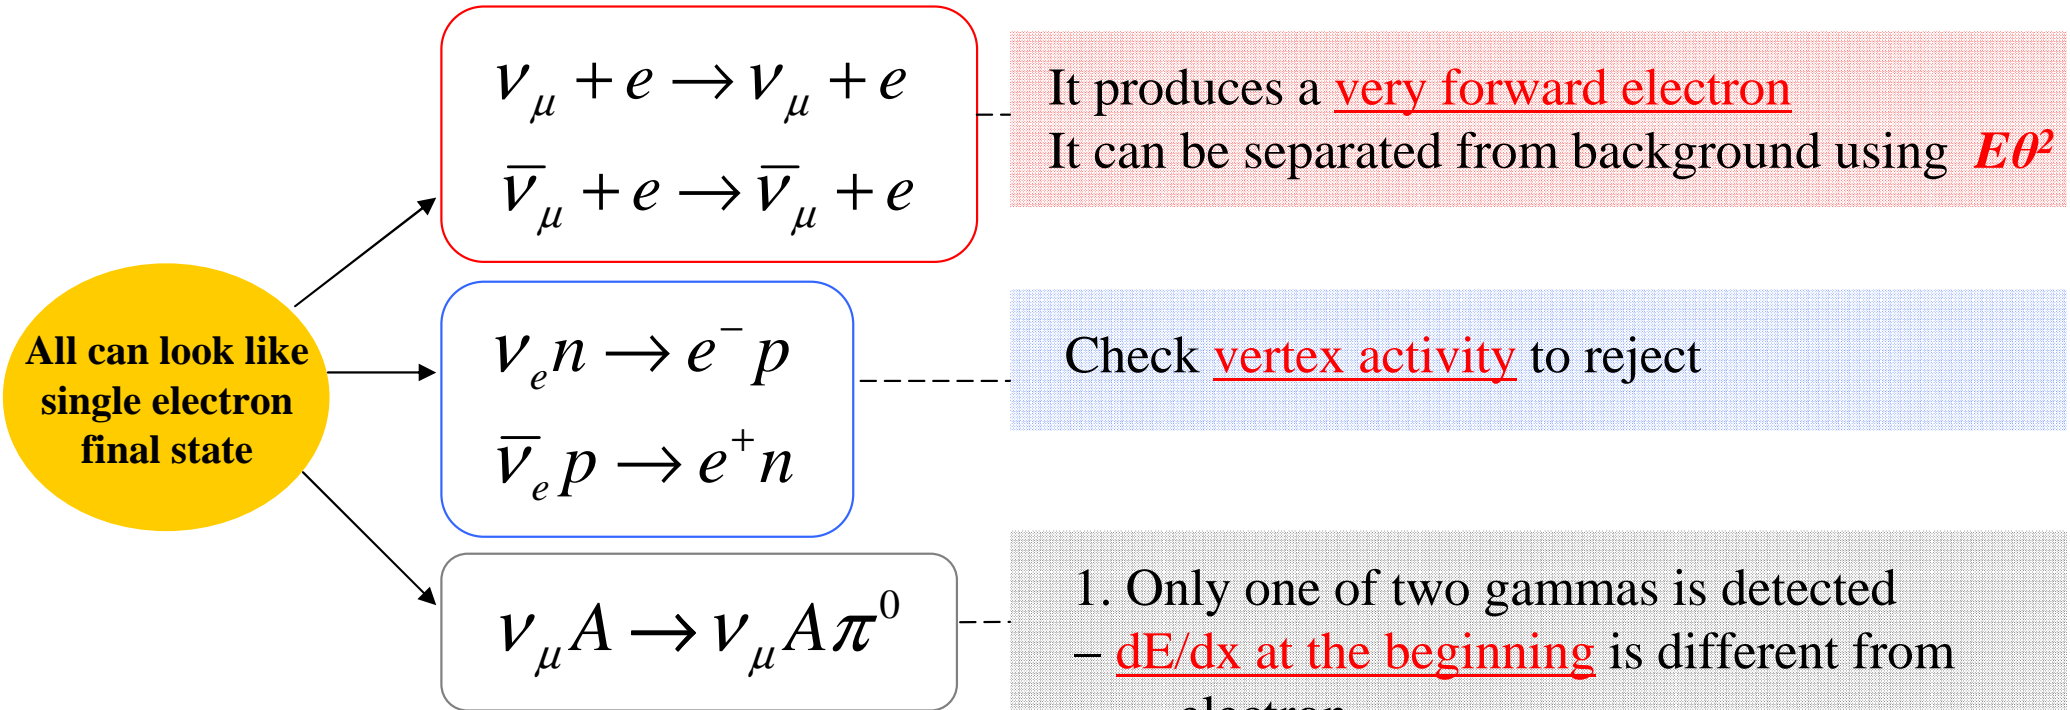 All can look like
single electron
final state
ν_μ + e → ν_μ + e
ν̅_μ + e → ν̅_μ + e
It produces a very forward electron
It can be separated from background using Eθ²
ν_e n → e⁻ p
ν̅_e p → e⁺ n
Check vertex activity to reject
ν_μ A → ν_μ A π⁰
1. Only one of two gammas is detected
– dE/dx at the beginning is different from
electron